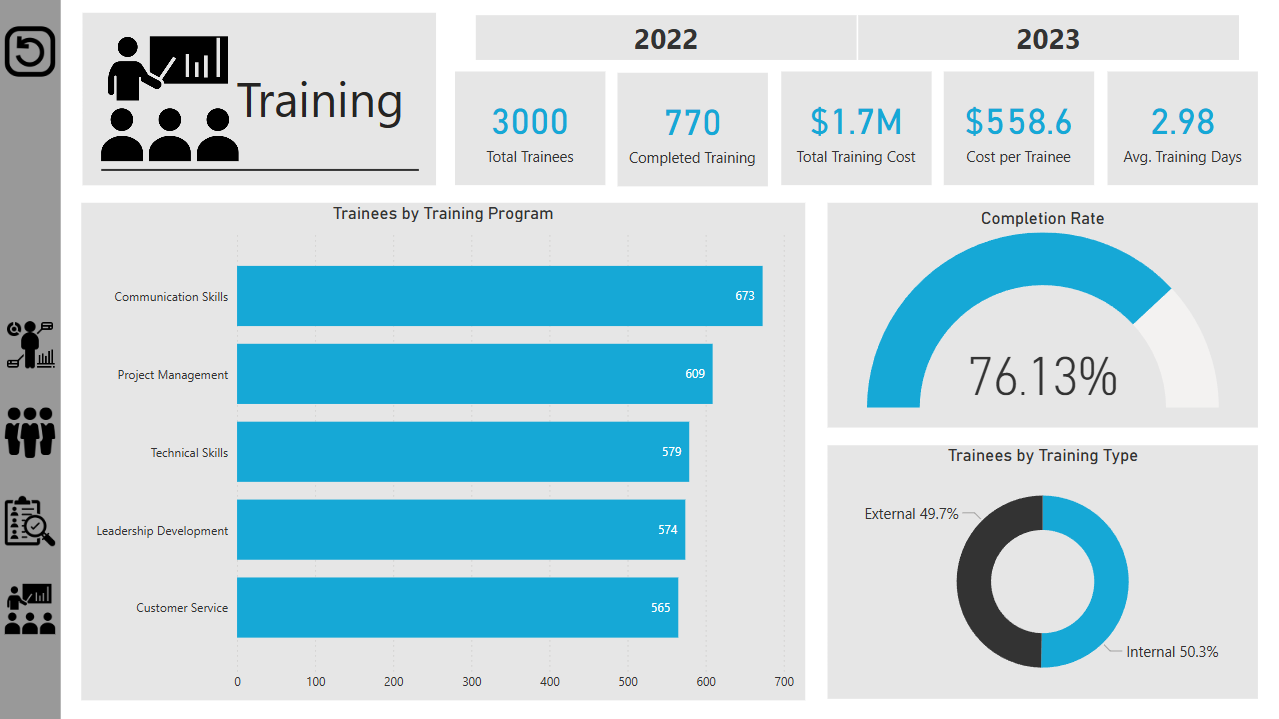 Training
2022
2023
3000
Total Trainees
770
Completed Training
$1.7M
Total Training Cost
$558.6
Cost per Trainee
2.98
Avg. Training Days
Trainees by Training Program
Communication Skills
673
Project Management
609
Technical Skills
579
Leadership Development
574
Customer Service
565
0 100 200 300 400 500 600 700
Completion Rate
76.13%
Trainees by Training Type
External 49.7%
Internal 50.3%